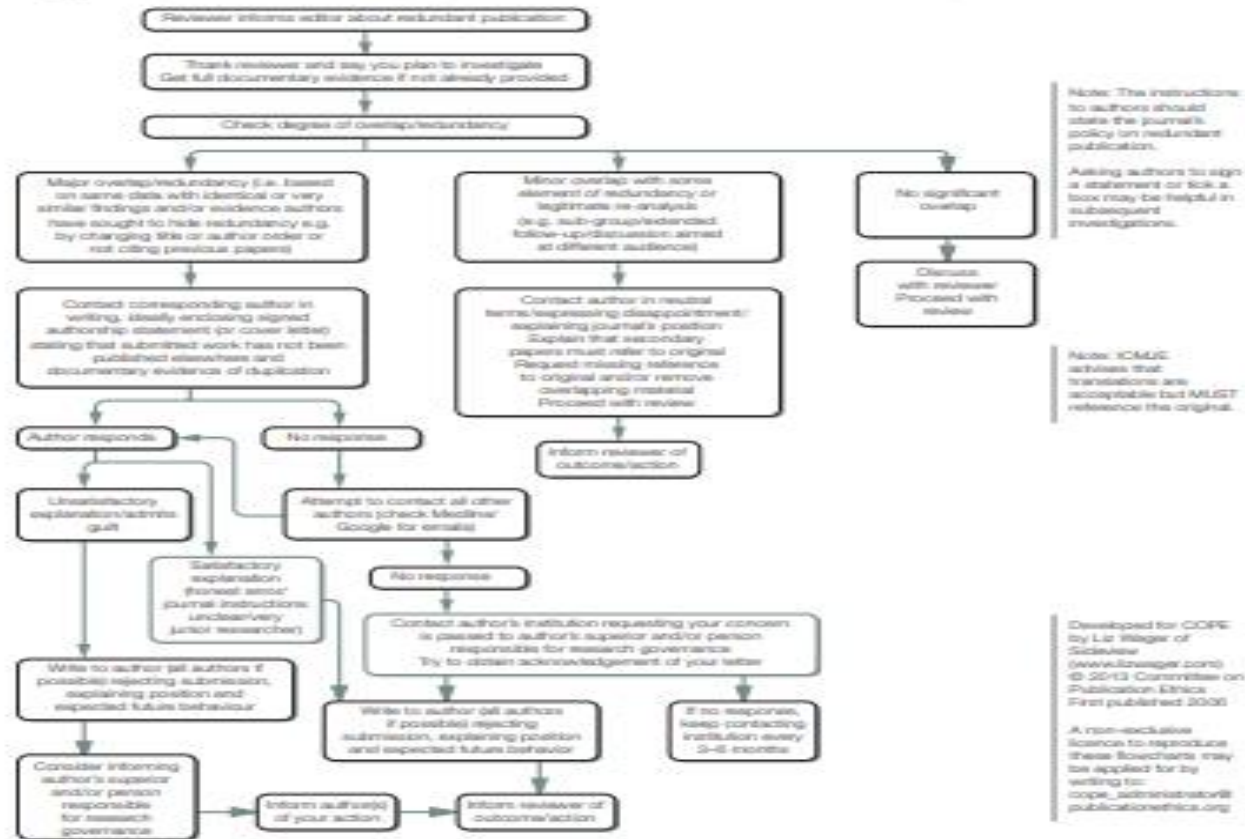 Reviewer informs editor about redundant publication
Thank reviewer and say you plan to investigate
Get full documentary evidence if not already provided
Check degree of overlap/redundancy
Major overlap/redundancy (i.e. based
on same data with identical or very
similar findings and/or evidence authors
have sought to hide redundancy e.g.
by changing title or author order or
not citing previous papers)
Minor overlap with some
element of redundancy or
legitimate re-analysis
(e.g. sub-group/extended
follow-up/discussion aimed
at different audience)
No significant
overlap
Contact corresponding author in
writing, ideally enclosing signed
authorship statement (or cover letter)
stating that submitted work has not been
published elsewhere and
documentary evidence of duplication
Contact author in neutral
terms/expressing disappointment/
explaining journal's position
Explain that secondary
papers must refer to original
Request missing reference
to original and/or remove
overlapping material
Proceed with review
Discuss
with reviewer
Proceed with
review
Author responds
No response
Inform reviewer of
outcome/action
Unsatisfactory
explanation/admits
guilt
Attempt to contact all other
authors (check Medline/
Google for emails)
Satisfactory
explanation
(honest error/
journal instructions
unclear/very
junior researcher)
No response
Contact author's institution requesting your concern
is passed to author's superior and/or person
responsible for research governance
Try to obtain acknowledgement of your letter
Write to author (all authors if
possible) rejecting submission,
explaining position and
expected future behaviour
Write to author (all authors
if possible) rejecting
submission, explaining position
and expected future behavior
If no response,
keep contacting
institution every
3–6 months
Consider informing
author's superior
and/or person
responsible
for research
governance
Inform author(s)
of your action
Inform reviewer of
outcome/action
Note: The instructions
to authors should
state the journal's
policy on redundant
publication.
Asking authors to sign
a statement or tick a
box may be helpful in
subsequent
investigations.
Note: ICMJE
advises that
translations are
acceptable but MUST
reference the original.
Developed for COPE
by Liz Wager of
Sideview
(www.lizwager.com)
© 2013 Committee on
Publication Ethics
First published 2006
A non-exclusive
licence to reproduce
these flowcharts may
be applied for by
writing to:
cope_administrator@
publicationethics.org